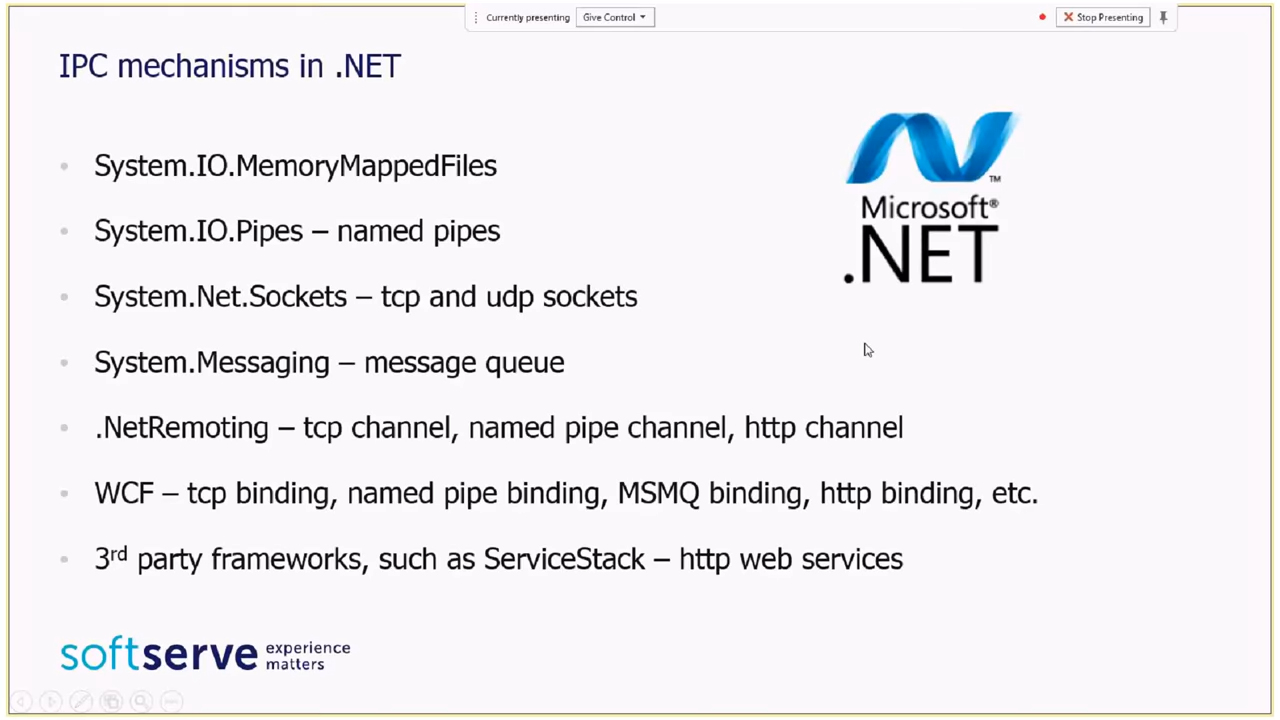 Currently presenting Give Control Stop Presenting
IPC mechanisms in .NET
System.IO.MemoryMappedFiles
System.IO.Pipes – named pipes
System.Net.Sockets – tcp and udp sockets
System.Messaging – message queue
.NetRemoting – tcp channel, named pipe channel, http channel
WCF – tcp binding, named pipe binding, MSMQ binding, http binding, etc.
3rd party frameworks, such as ServiceStack – http web services
TM
Microsoft®
.NET
softserve experience
matters